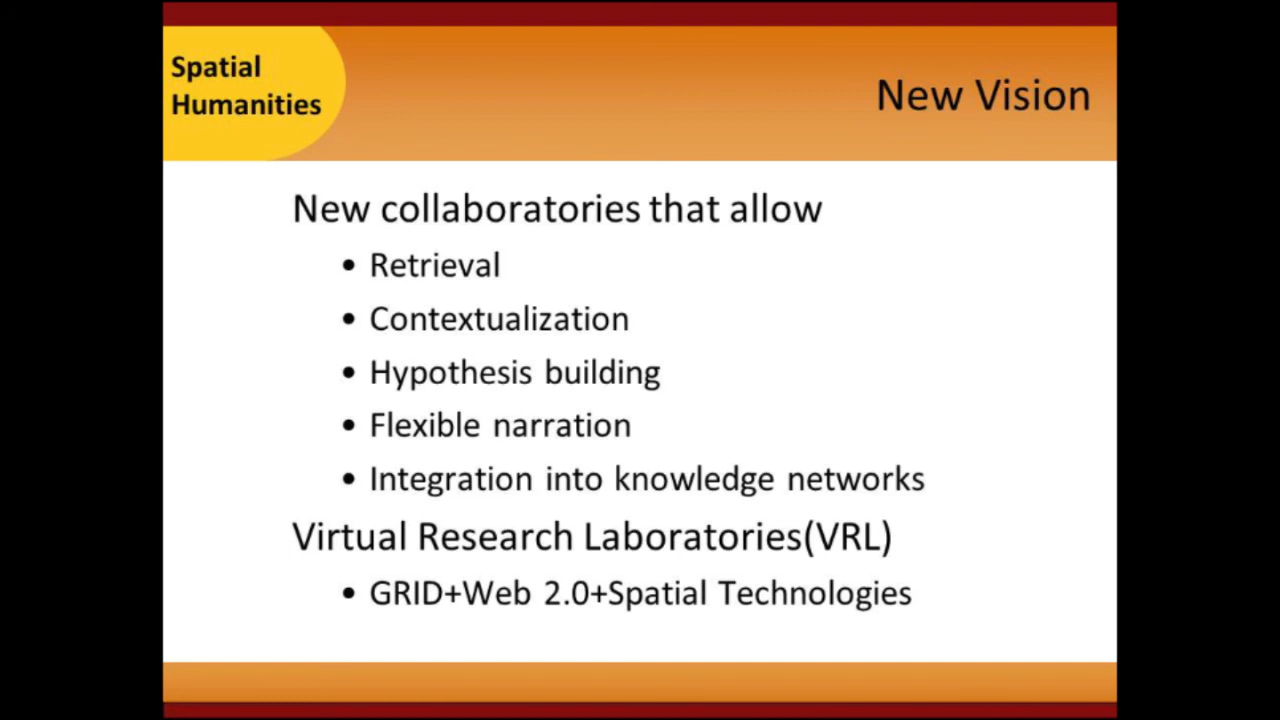 Spatial
Humanities
New Vision
New collaboratories that allow
• Retrieval
• Contextualization
• Hypothesis building
• Flexible narration
• Integration into knowledge networks
Virtual Research Laboratories(VRL)
• GRID+Web 2.0+Spatial Technologies